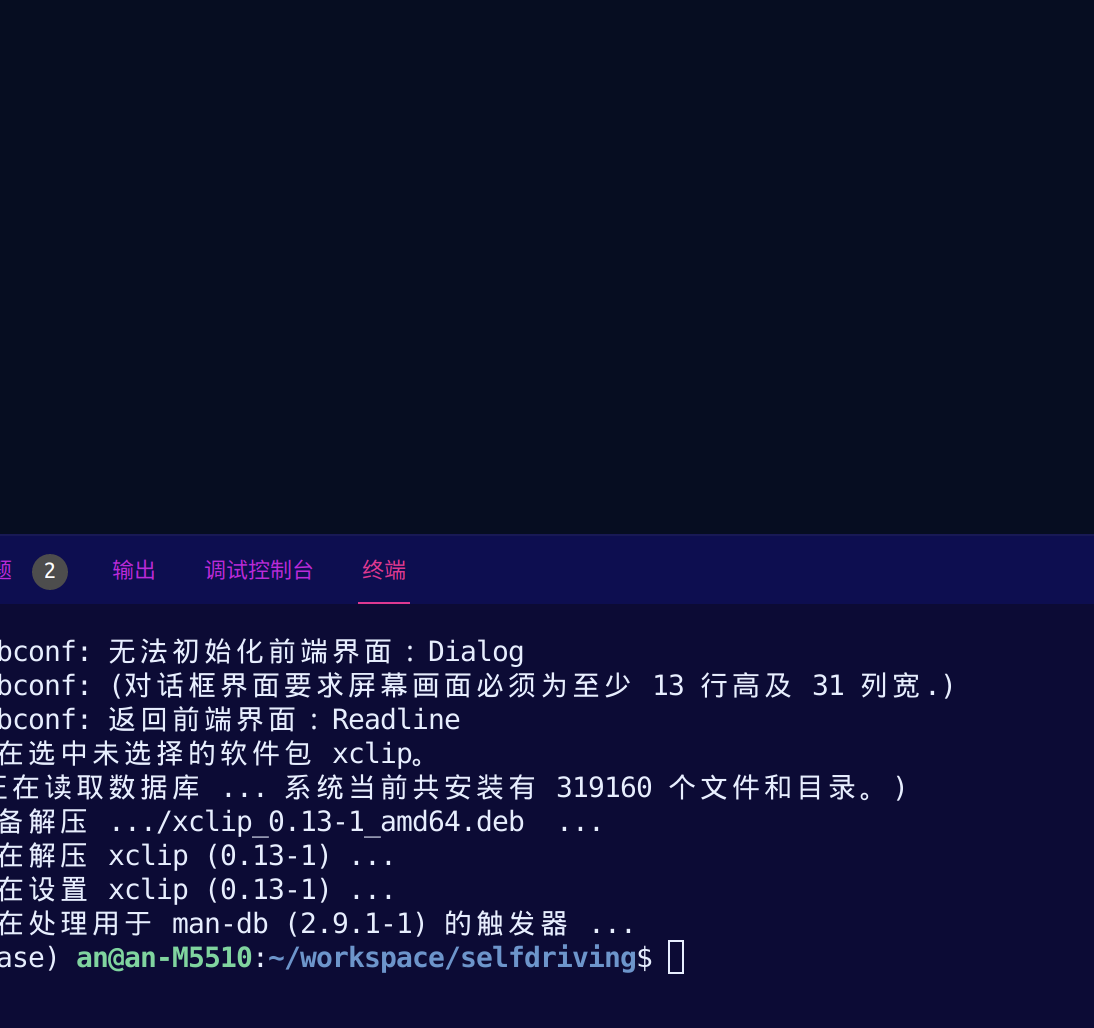 题 2 输出 调试控制台 终端
bconf: 无法初始化前端界面：Dialog
bconf: (对话框界面要求屏幕画面必须为至少 13 行高及 31 列宽.)
bconf: 返回前端界面：Readline
在选中未选择的软件包 xclip。
正在读取数据库 ... 系统当前共安装有 319160 个文件和目录。)
备解压 .../xclip_0.13-1_amd64.deb ...
在解压 xclip (0.13-1) ...
在设置 xclip (0.13-1) ...
在处理用于 man-db (2.9.1-1) 的触发器 ...
ase) an@an-M5510:~/workspace/selfdriving$